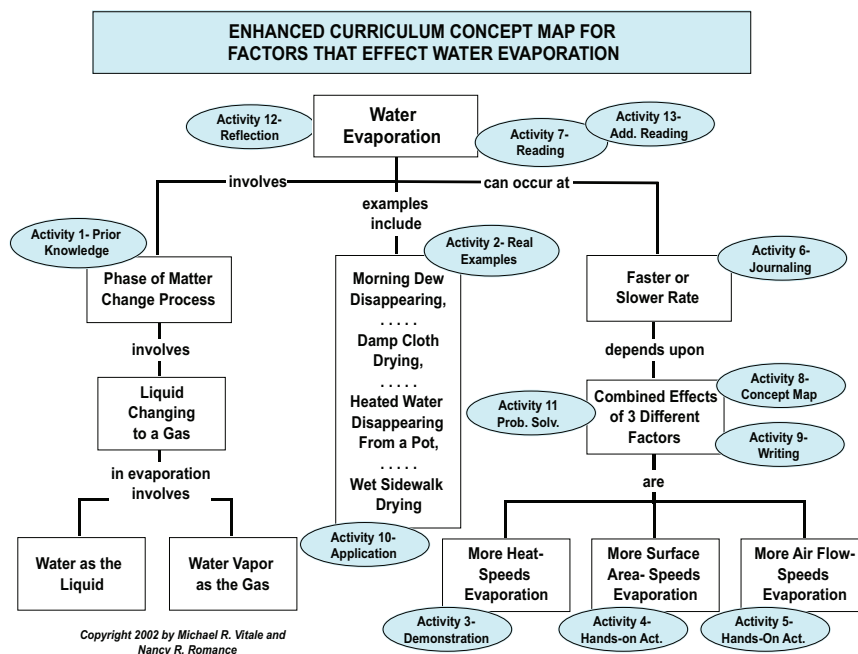 ENHANCED CURRICULUM CONCEPT MAP FOR
FACTORS THAT EFFECT WATER EVAPORATION
Activity 12-
Reflection
Water
Evaporation
Activity 7-
Reading
Activity 13-
Add. Reading
involves
examples
include
can occur at
Activity 1- Prior
Knowledge
Phase of Matter
Change Process
Activity 2- Real
Examples
Morning Dew
Disappearing,
. . . . .
Damp Cloth
Drying,
. . . . .
Heated Water
Disappearing
From a Pot,
. . . . .
Wet Sidewalk
Drying
Activity 10-
Application
Activity 6-
Journaling
Faster or
Slower Rate
involves
depends upon
Liquid
Changing
to a Gas
Activity 11
Prob. Solv.
Combined Effects
of 3 Different
Factors
Activity 8-
Concept Map
Activity 9-
Writing
in evaporation
involves
are
Water as the
Liquid
Water Vapor
as the Gas
More Heat-
Speeds
Evaporation
More Surface
Area- Speeds
Evaporation
More Air Flow-
Speeds
Evaporation
Activity 3-
Demonstration
Activity 4-
Hands-on Act.
Activity 5-
Hands-On Act.
Copyright 2002 by Michael R. Vitale and
Nancy R. Romance